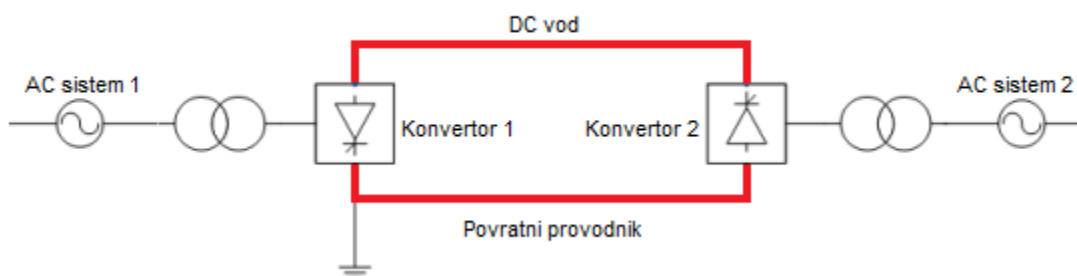 DC vod
AC sistem 1
AC sistem 2
Konvertor 1
Konvertor 2
Povratni provodnik